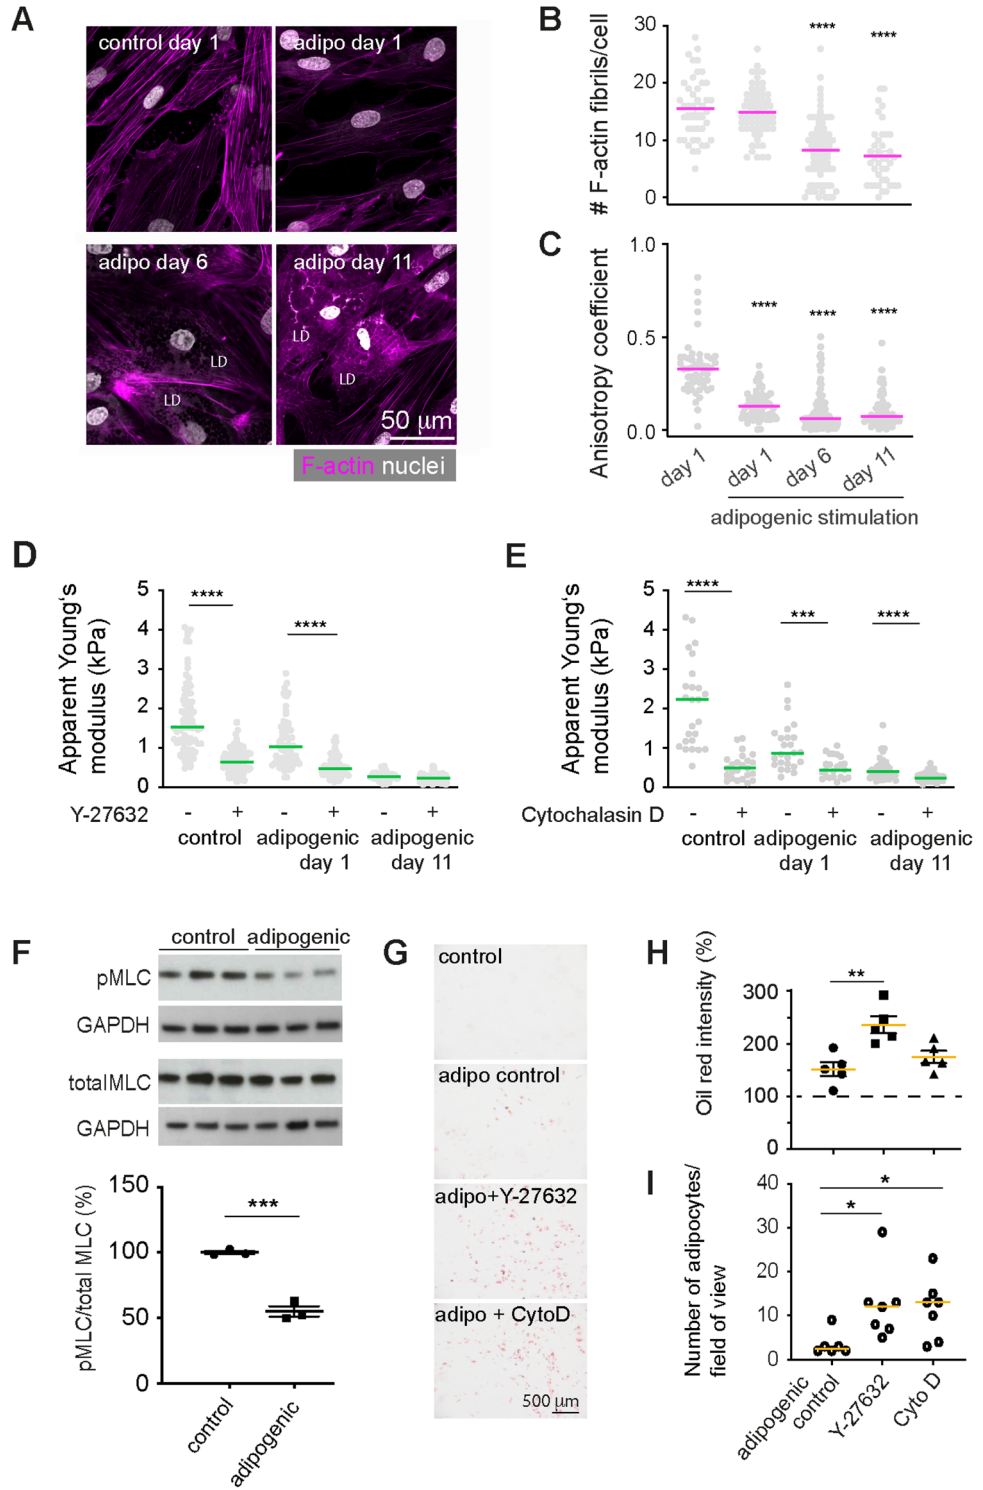 A
control day 1
adipo day 1
adipo day 6
adipo day 11
LD
LD
LD
LD
50 µm
F-actin nuclei
B
# F-actin fibrils/cell
30
20
10
0
****
****
C
Anisotropy coefficient
1.0
0.5
0.0
****
****
****
day 1
day 1
day 6
day 11
adipogenic stimulation
D
Apparent Young‘s
modulus (kPa)
5
4
3
2
1
0
****
****
Y-27632
- + - + - +
control
adipogenic
day 1
adipogenic
day 11
E
Apparent Young‘s
modulus (kPa)
5
4
3
2
1
0
****
***
****
Cytochalasin D
- + - + - +
control
adipogenic
day 1
adipogenic
day 11
F
control adipogenic
pMLC
GAPDH
totalMLC
GAPDH
pMLC/total MLC (%)
150
100
50
0
***
control
adipogenic
G
control
adipo control
adipo+Y-27632
adipo + CytoD
500 µm
H
Oil red intensity (%)
300
200
100
0
**
I
Number of adipocytes/
field of view
40
30
20
10
0
*
*
adipogenic
control
Y-27632
Cyto D